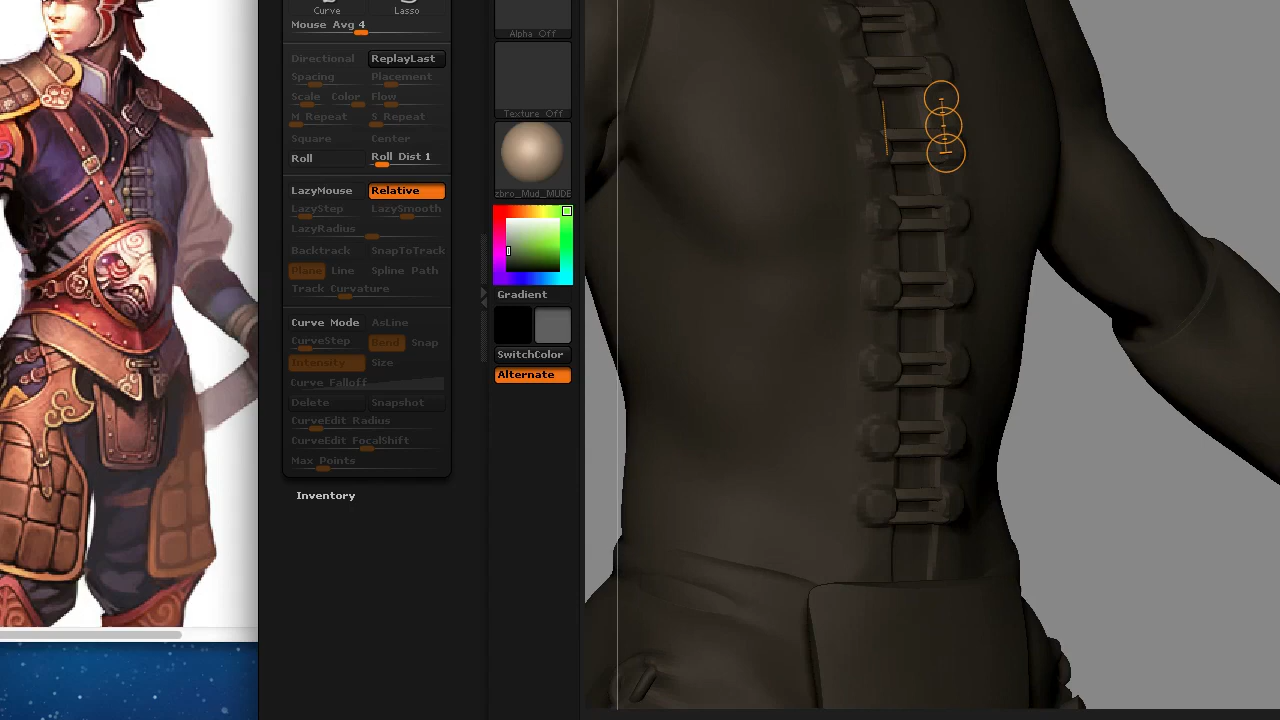 Curve Lasso
Mouse Avg 4
Directional ReplayLast
Spacing Placement
Scale Color Flow
M Repeat S Repeat
Square Center
Roll Roll Dist 1
LazyMouse Relative
LazyStep LazySmooth
LazyRadius
Backtrack SnapToTrack
Plane Line Spline Path
Track Curvature
Curve Mode AsLine
CurveStep Bend Snap
Intensity Size
Curve Falloff
Delete Snapshot
CurveEdit Radius
CurveEdit FocalShift
Max Points
Inventory
Alpha Off
Texture Off
zbro_Mud_MUDE
Gradient
SwitchColor
Alternate